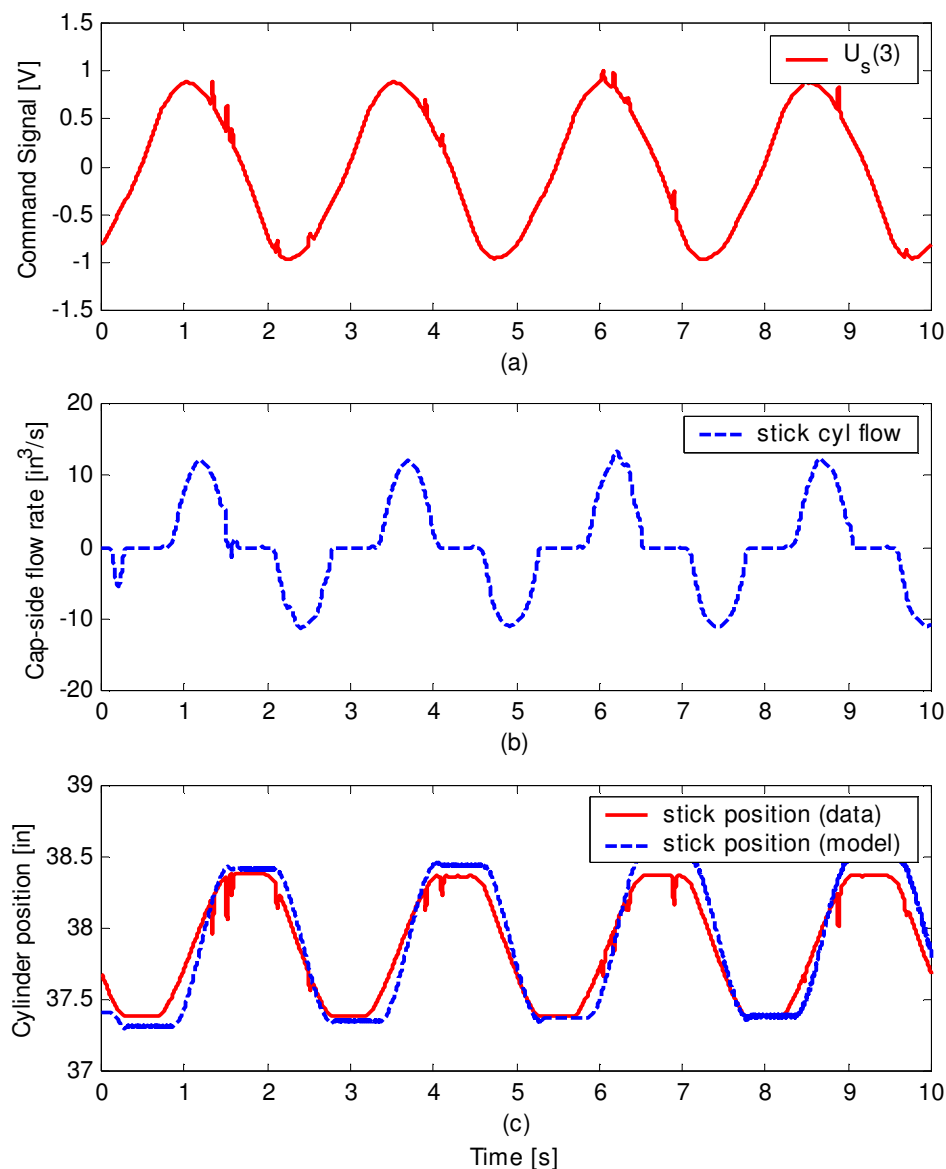 1.5
1
0.5
0
-0.5
-1
-1.5
Command Signal [V]
U_s(3)
0 1 2 3 4 5 6 7 8 9 10
(a)
20
10
0
-10
-20
Cap-side flow rate [in^3/s]
stick cyl flow
0 1 2 3 4 5 6 7 8 9 10
(b)
39
38.5
38
37.5
37
Cylinder position [in]
stick position (data)
stick position (model)
0 1 2 3 4 5 6 7 8 9 10
(c)
Time [s]